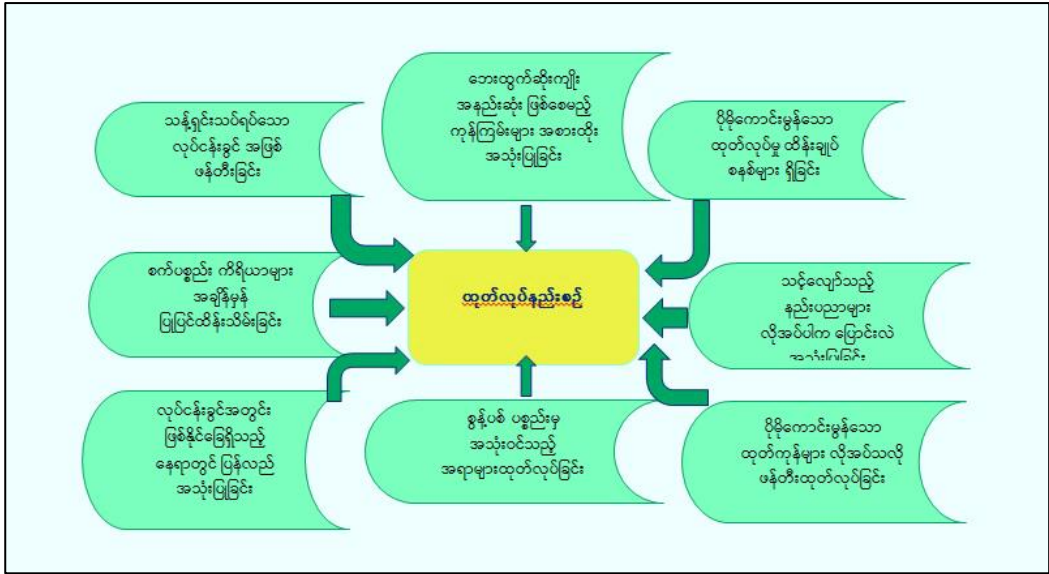 သန့်ရှင်းသပ်ရပ်သော
လုပ်ငန်းခွင် အဖြစ်
ဖန်တီးခြင်း
ဘေးထွက်ဆိုးကျိုး
အနည်းဆုံး ဖြစ်စေမည့်
ကုန်ကြမ်းများ အစားထိုး
အသုံးပြုခြင်း
ပိုမိုကောင်းမွန်သော
ထုတ်လုပ်မှု ထိန်းချုပ်
စနစ်များ ရှိခြင်း
စက်ပစ္စည်း ကိရိယာများ
အချိန်မှန်
ပြုပြင်ထိန်းသိမ်းခြင်း
ထုတ်လုပ်နည်းစဉ်
သင့်လျော်သည့်
နည်းပညာများ
လိုအပ်ပါက ပြောင်းလဲ
အသုံးပြုခြင်း
လုပ်ငန်းခွင်အတွင်း
ဖြစ်နိုင်ခြေရှိသည့်
နေရာတွင် ပြန်လည်
အသုံးပြုခြင်း
စွန့်ပစ် ပစ္စည်းမှ
အသုံးဝင်သည့်
အရာများထုတ်လုပ်ခြင်း
ပိုမိုကောင်းမွန်သော
ထုတ်ကုန်များ လိုအပ်သလို
ဖန်တီးထုတ်လုပ်ခြင်း